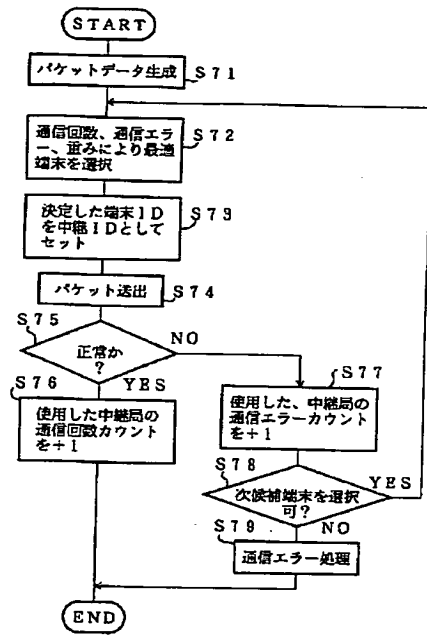 START
パケットデータ生成
S71
通信回数、通信エラ
ー、重みにより最適
端末を選択
S72
決定した端末ID
を中継IDとして
セット
S73
パケット送出
S74
S75
正常か
?
NO
YES
S76
使用した中継局の
通信回数カウント
を+1
S77
使用した、中継局の
通信エラーカウント
を+1
S78
次候補端末を選択
可?
YES
NO
S79
通信エラー処理
END